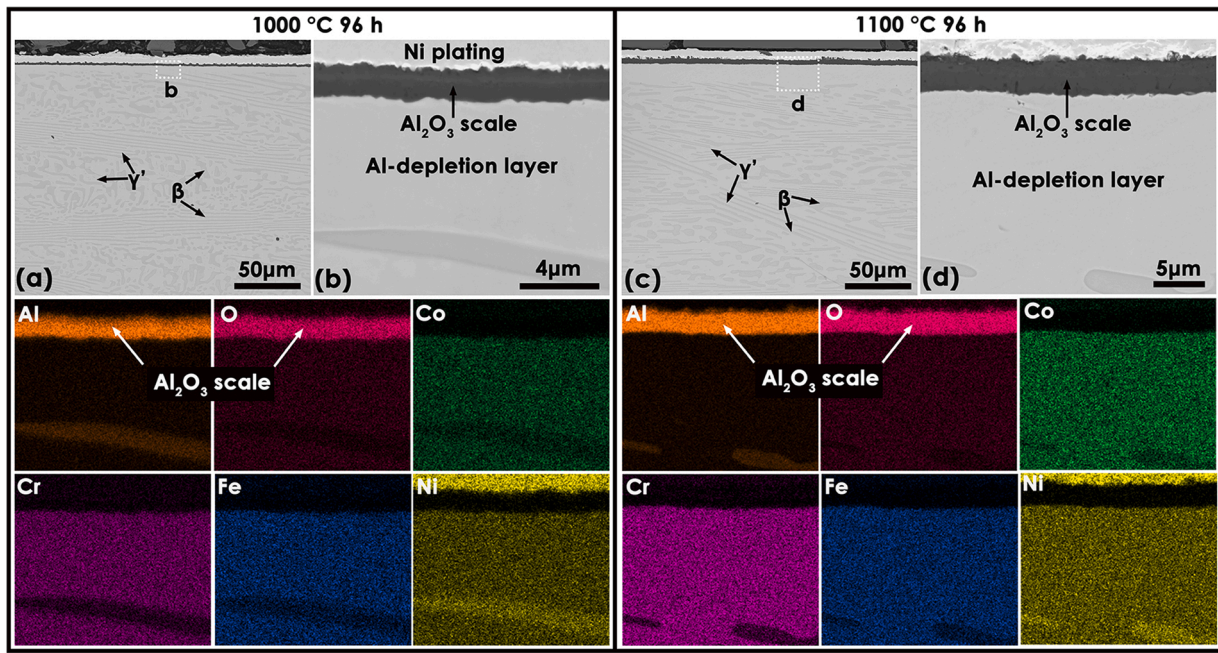 1000 °C 96 h
b
γ’
β
50μm
(a)
Ni plating
Al₂O₃ scale
Al-depletion layer
4μm
(b)
Al
O
Co
Al₂O₃ scale
Cr
Fe
Ni
1100 °C 96 h
d
γ’
β
50μm
(c)
Al₂O₃ scale
Al-depletion layer
5μm
(d)
Al
O
Co
Al₂O₃ scale
Cr
Fe
Ni